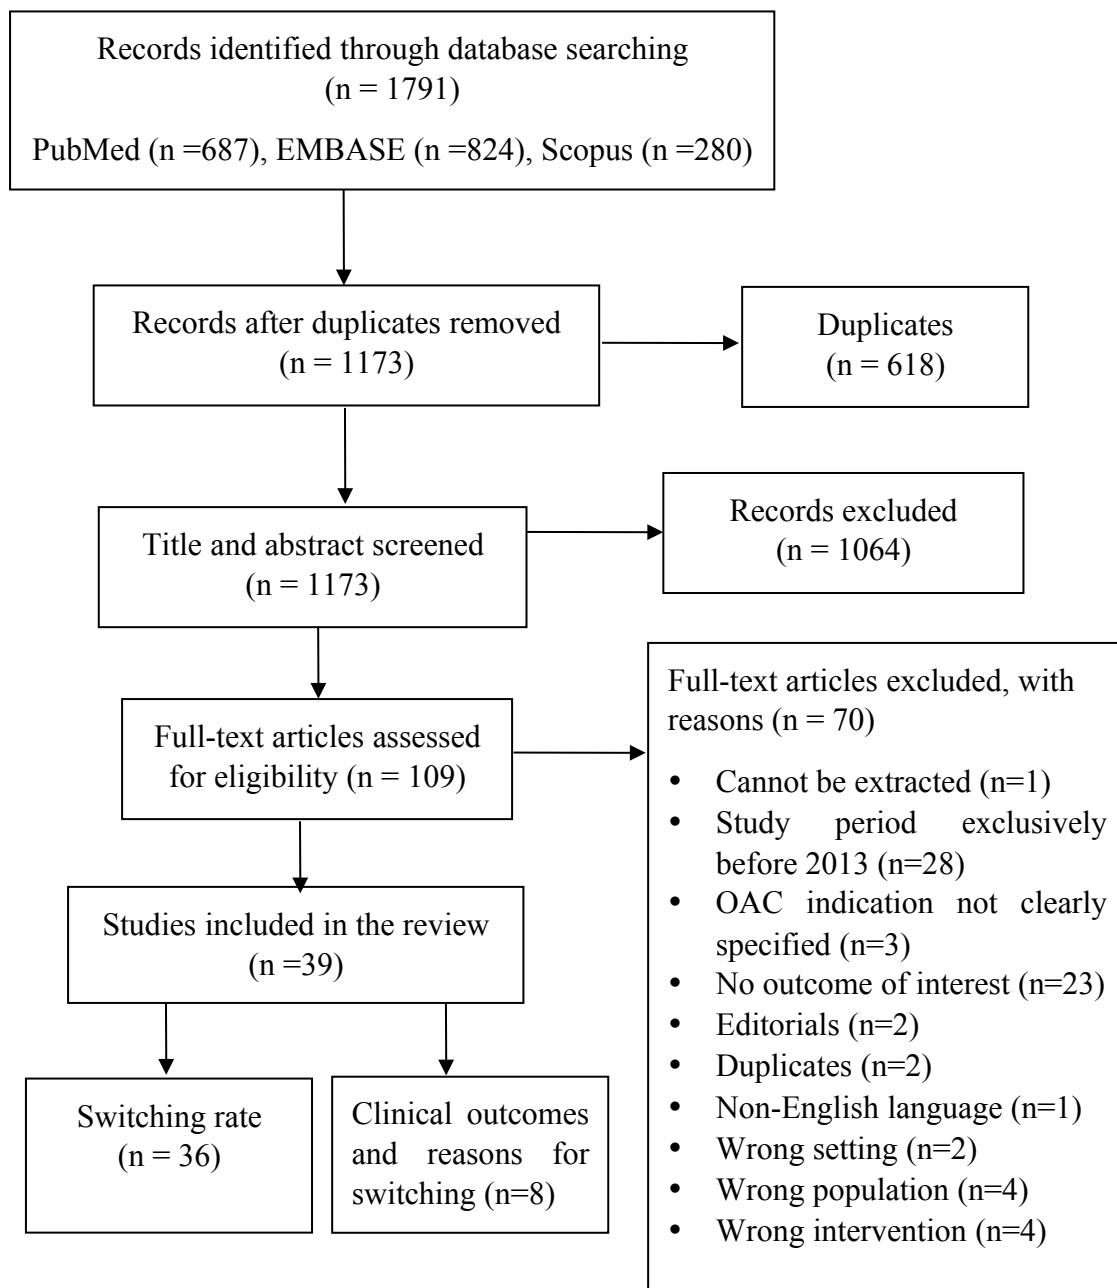 Records identified through database searching
(n = 1791)
PubMed (n =687), EMBASE (n =824), Scopus (n =280)
Records after duplicates removed
(n = 1173)
Duplicates
(n = 618)
Title and abstract screened
(n = 1173)
Records excluded
(n = 1064)
Full-text articles assessed
for eligibility (n = 109)
Full-text articles excluded, with
reasons (n = 70)
• Cannot be extracted (n=1)
• Study period exclusively
before 2013 (n=28)
• OAC indication not clearly
specified (n=3)
• No outcome of interest (n=23)
• Editorials (n=2)
• Duplicates (n=2)
• Non-English language (n=1)
• Wrong setting (n=2)
• Wrong population (n=4)
• Wrong intervention (n=4)
Studies included in the review
(n =39)
Switching rate
(n = 36)
Clinical outcomes
and reasons for
switching (n=8)